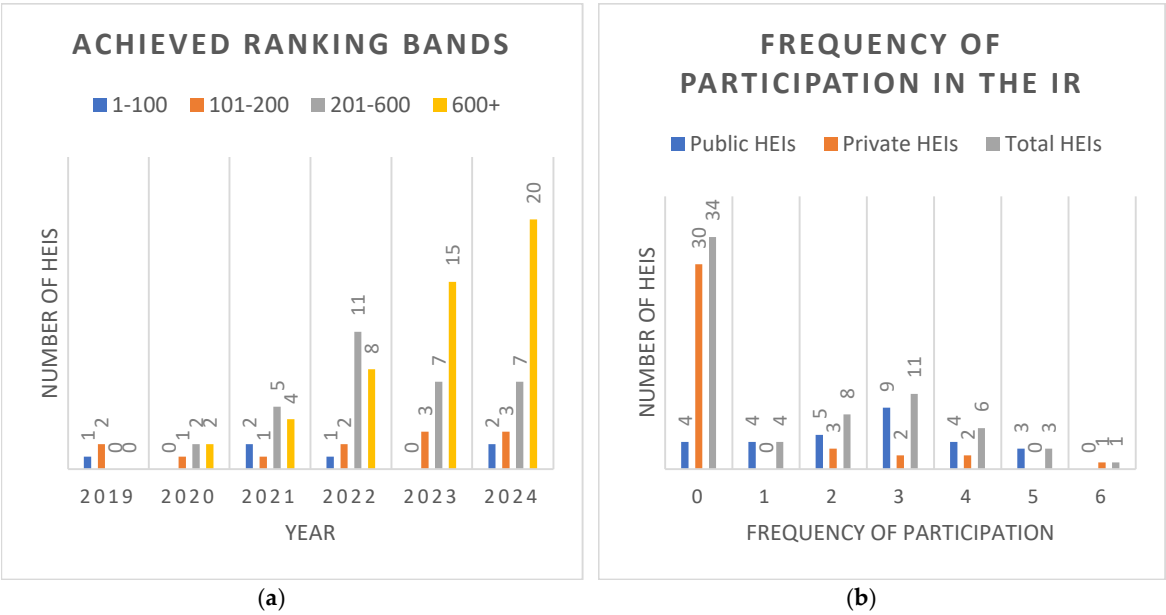 ACHIEVED RANKING BANDS
1-100 101-200 201-600 600+
NUMBER OF HEIS
1 2 0 0
0 1 2 2
2 1 5 4
1 2 11 8
0 3 7 15
2 3 7 20
2019 2020 2021 2022 2023 2024
YEAR
(a)
FREQUENCY OF
PARTICIPATION IN THE IR
Public HEIs Private HEIs Total HEIs
NUMBER OF HEIS
4 30 34
4 0 4
5 3 8
9 2 11
4 2 6
3 0 3
0 1 1
0 1 2 3 4 5 6
FREQUENCY OF PARTICIPATION
(b)